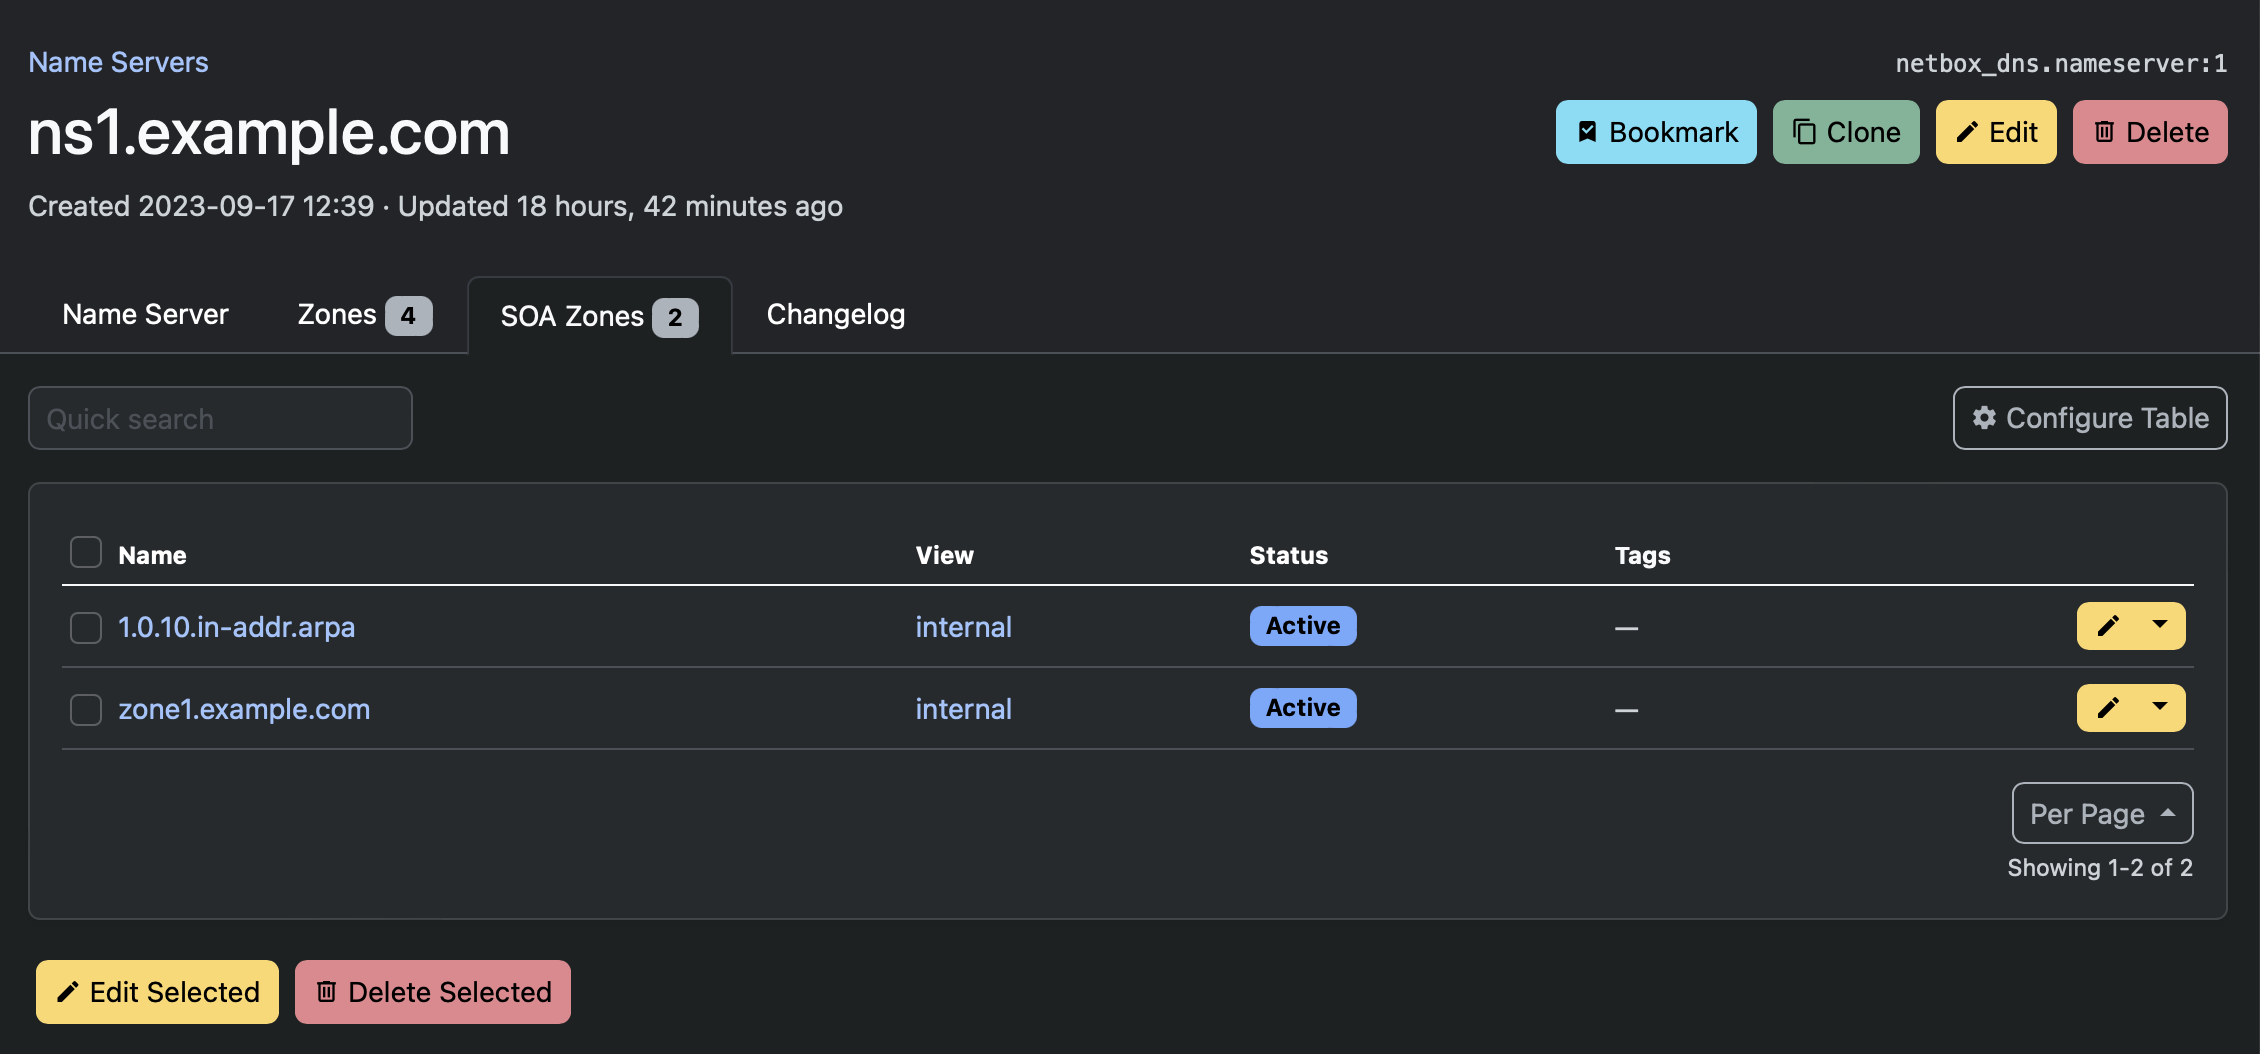 Name Servers
netbox_dns.nameserver:1
ns1.example.com
Bookmark Clone Edit Delete
Created 2023-09-17 12:39 · Updated 18 hours, 42 minutes ago
Name Server Zones 4 SOA Zones 2 Changelog
Quick search Configure Table
Name View Status Tags
1.0.10.in-addr.arpa internal Active —
zone1.example.com internal Active —
Per Page
Showing 1-2 of 2
Edit Selected Delete Selected